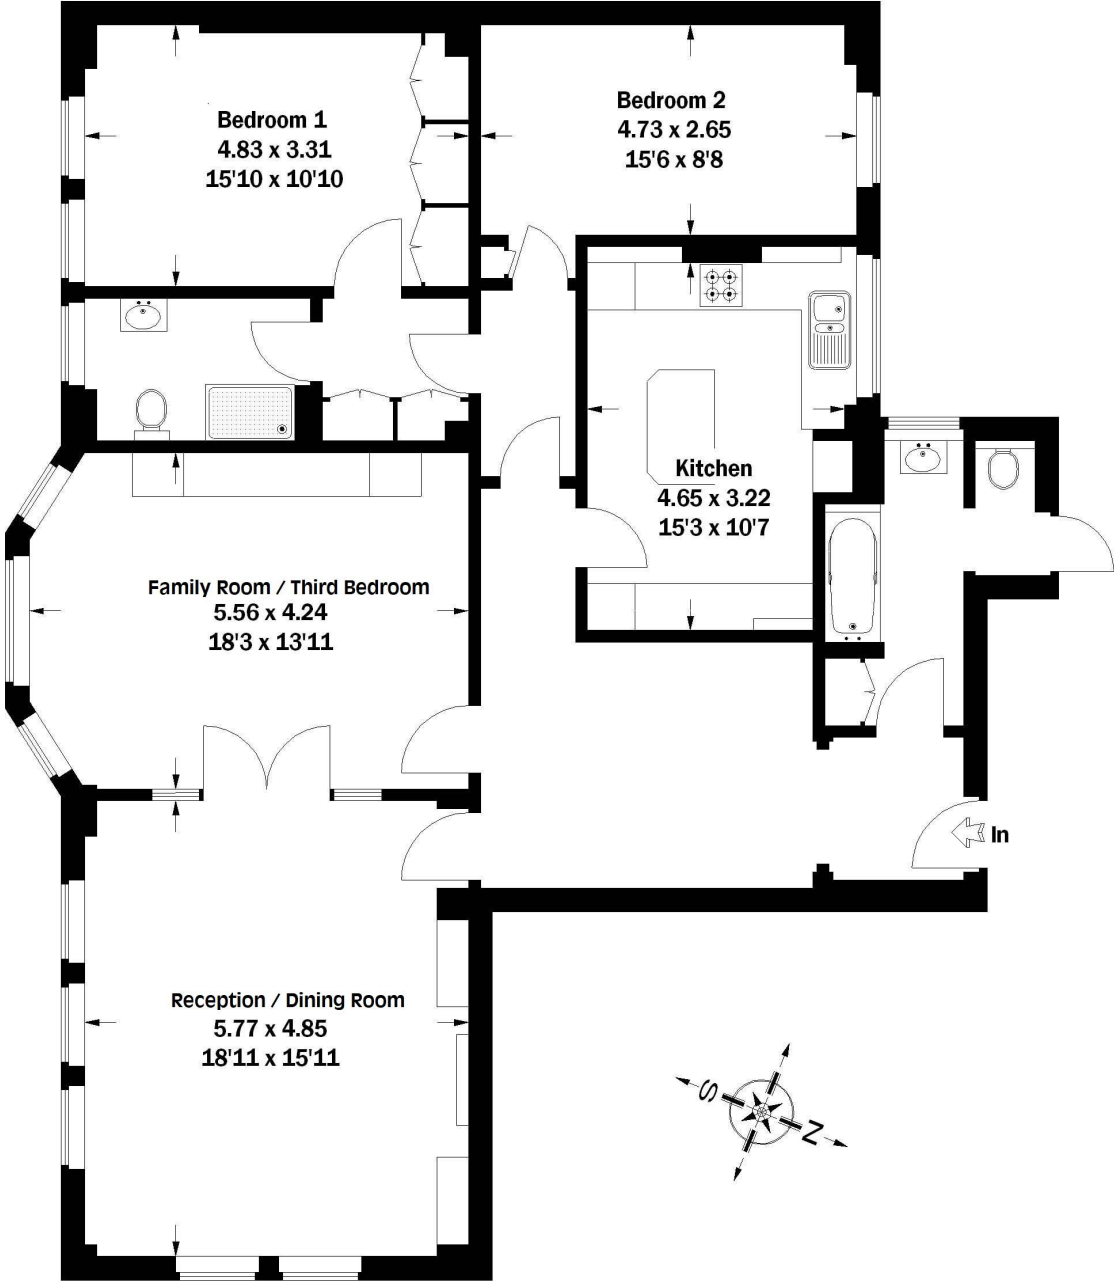 Bedroom 1
4.83 x 3.31
15'10 x 10'10
Bedroom 2
4.73 x 2.65
15'6 x 8'8
Kitchen
4.65 x 3.22
15'3 x 10'7
Family Room / Third Bedroom
5.56 x 4.24
18'3 x 13'11
In
Reception / Dining Room
5.77 x 4.85
18'11 x 15'11
S
N